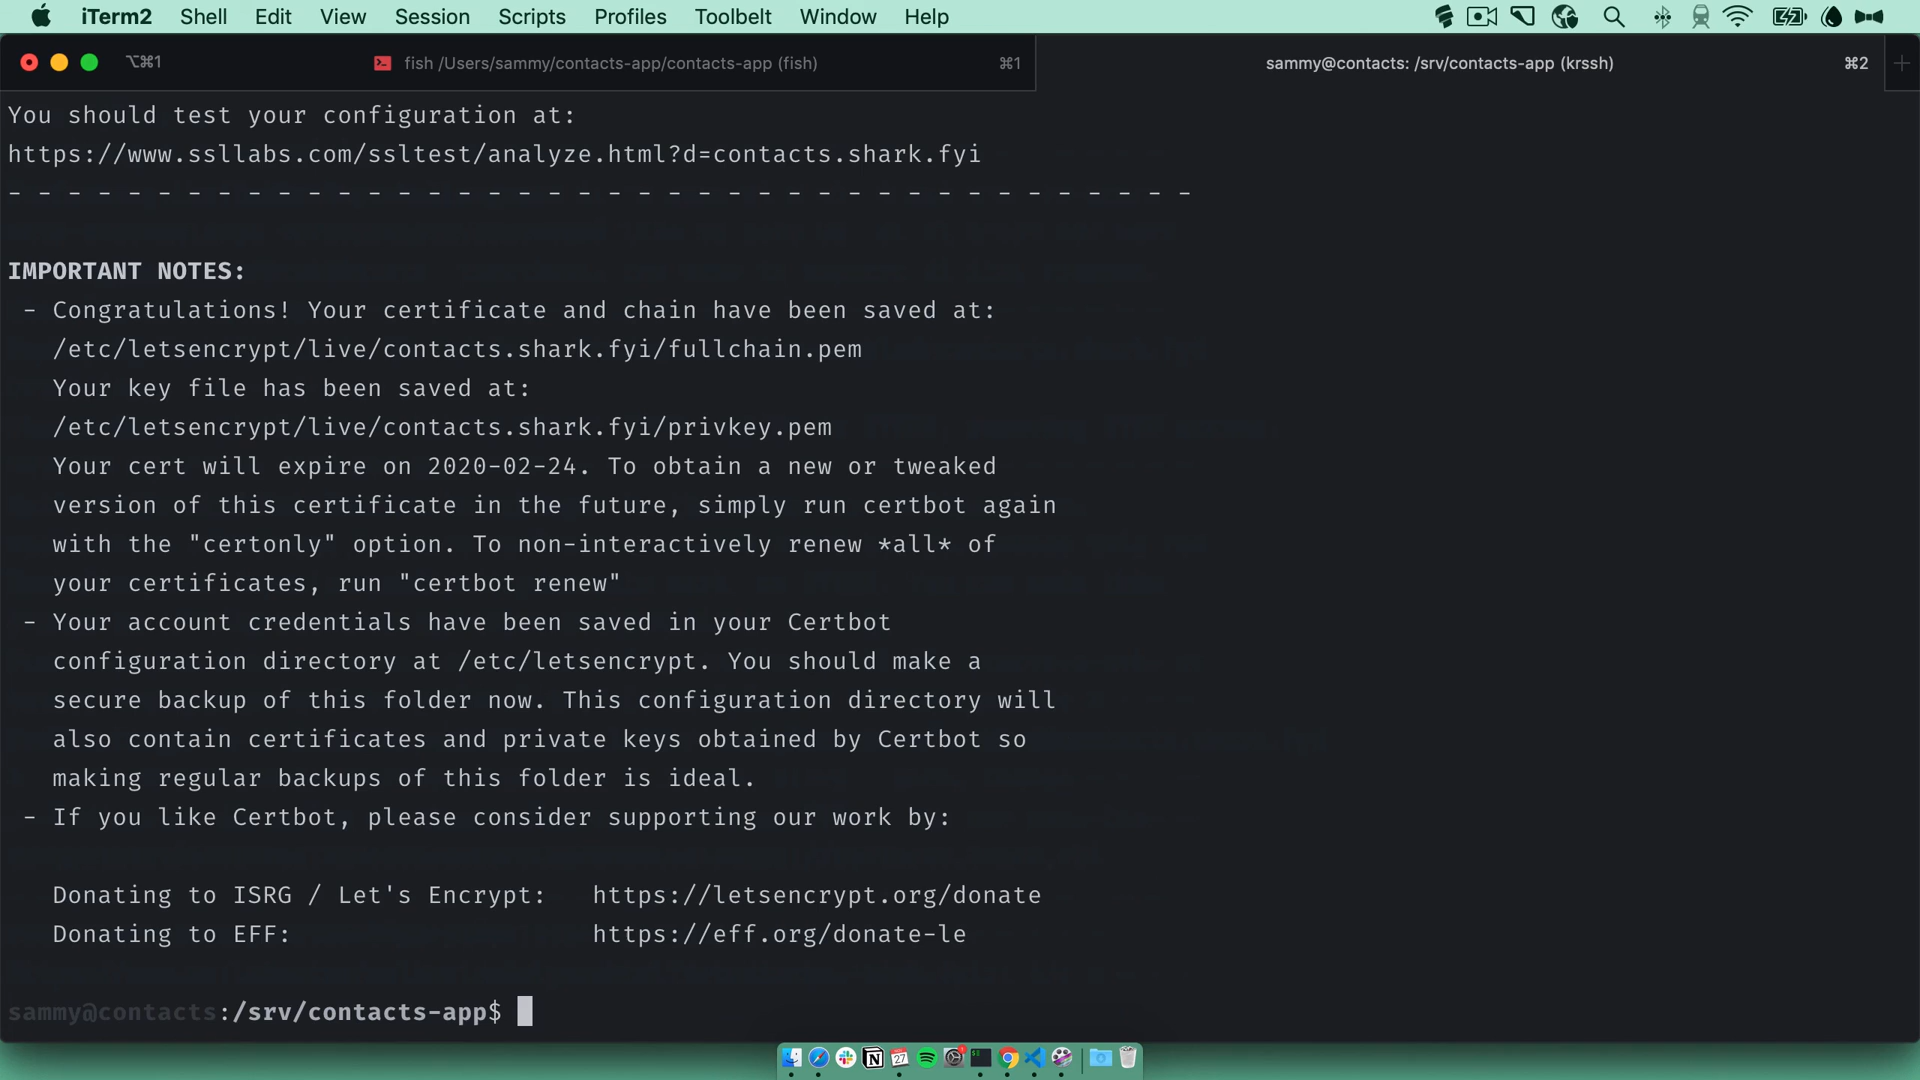 iTerm2 Shell Edit View Session Scripts Profiles Toolbelt Window Help
⌥⌘1 fish /Users/sammy/contacts-app/contacts-app (fish) ⌘1 sammy@contacts: /srv/contacts-app (krssh) ⌘2 +
You should test your configuration at:
https://www.ssllabs.com/ssltest/analyze.html?d=contacts.shark.fyi
- - - - - - - - - - - - - - - - - - - - - - - - - - - - - - - - - - - - - - - -
IMPORTANT NOTES:
- Congratulations! Your certificate and chain have been saved at:
/etc/letsencrypt/live/contacts.shark.fyi/fullchain.pem
Your key file has been saved at:
/etc/letsencrypt/live/contacts.shark.fyi/privkey.pem
Your cert will expire on 2020-02-24. To obtain a new or tweaked
version of this certificate in the future, simply run certbot again
with the "certonly" option. To non-interactively renew *all* of
your certificates, run "certbot renew"
- Your account credentials have been saved in your Certbot
configuration directory at /etc/letsencrypt. You should make a
secure backup of this folder now. This configuration directory will
also contain certificates and private keys obtained by Certbot so
making regular backups of this folder is ideal.
- If you like Certbot, please consider supporting our work by:
Donating to ISRG / Let's Encrypt: https://letsencrypt.org/donate
Donating to EFF: https://eff.org/donate-le
sammy@contacts:/srv/contacts-app$
27